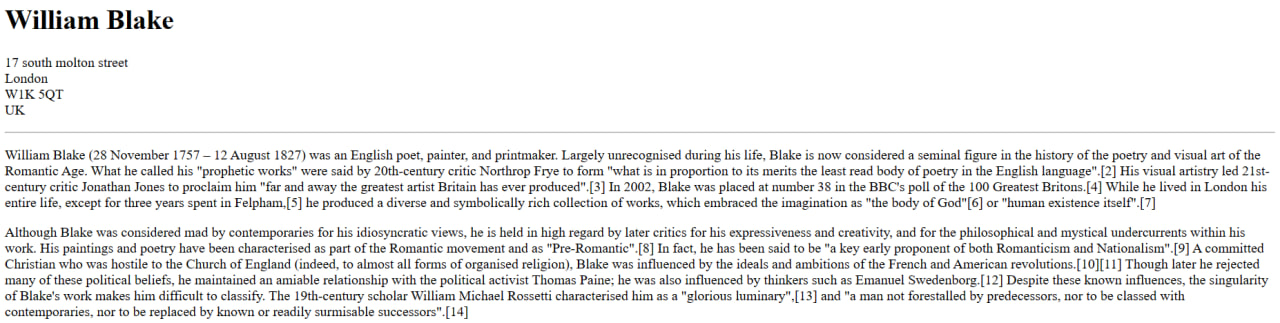 William Blake
17 south molton street
London
W1K 5QT
UK
William Blake (28 November 1757 – 12 August 1827) was an English poet, painter, and printmaker. Largely unrecognised during his life, Blake is now considered a seminal figure in the history of the poetry and visual art of the
Romantic Age. What he called his "prophetic works" were said by 20th-century critic Northrop Frye to form "what is in proportion to its merits the least read body of poetry in the English language".[2] His visual artistry led 21st-
century critic Jonathan Jones to proclaim him "far and away the greatest artist Britain has ever produced".[3] In 2002, Blake was placed at number 38 in the BBC's poll of the 100 Greatest Britons.[4] While he lived in London his
entire life, except for three years spent in Felpham,[5] he produced a diverse and symbolically rich collection of works, which embraced the imagination as "the body of God"[6] or "human existence itself".[7]
Although Blake was considered mad by contemporaries for his idiosyncratic views, he is held in high regard by later critics for his expressiveness and creativity, and for the philosophical and mystical undercurrents within his
work. His paintings and poetry have been characterised as part of the Romantic movement and as "Pre-Romantic".[8] In fact, he has been said to be "a key early proponent of both Romanticism and Nationalism".[9] A committed
Christian who was hostile to the Church of England (indeed, to almost all forms of organised religion), Blake was influenced by the ideals and ambitions of the French and American revolutions.[10][11] Though later he rejected
many of these political beliefs, he maintained an amiable relationship with the political activist Thomas Paine; he was also influenced by thinkers such as Emanuel Swedenborg.[12] Despite these known influences, the singularity
of Blake's work makes him difficult to classify. The 19th-century scholar William Michael Rossetti characterised him as a "glorious luminary",[13] and "a man not forestalled by predecessors, nor to be classed with
contemporaries, nor to be replaced by known or readily surmisable successors".[14]